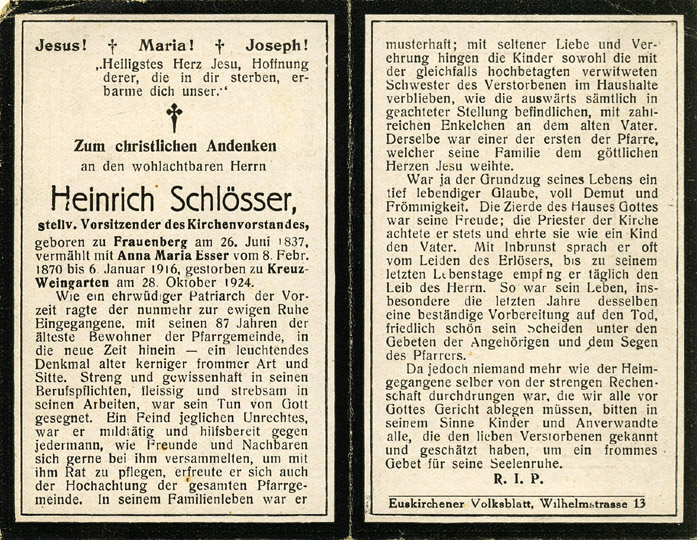 Jesus! † Maria! † Joseph!
„Heiligstes Herz Jesu, Hoffnung
derer, die in dir sterben, er-
barme dich unser.“
Zum christlichen Andenken
an den wohlachtbaren Herrn
Heinrich Schlösser,
stellv. Vorsitzender des Kirchenvorstandes,
geboren zu Frauenberg am 26. Juni 1837,
vermählt mit Anna Maria Esser vom 8. Febr.
1870 bis 6. Januar 1916, gestorben zu Kreuz-
Weingarten am 28. Oktober 1924.
Wie ein ehrwüdiger Patriarch der Vor-
zeit ragte der nunmehr zur ewigen Ruhe
Eingegangene, mit seinen 87 Jahren der
älteste Bewohner der Pfarrgemeinde, in
die neue Zeit hinein — ein leuchtendes
Denkmal alter kerniger frommer Art und
Sitte. Streng und gewissenhaft in seinen
Berufspflichten, fleissig und strebsam in
seinen Arbeiten, war sein Tun von Gott
gesegnet. Ein Feind jeglichen Unrechtes,
war er mildtätig und hilfsbereit gegen
jedermann, wie Freunde und Nachbaren
sich gerne bei ihm versammelten, um mit
ihm Rat zu pflegen, erfreute er sich auch
der Hochachtung der gesamten Pfarrge-
meinde. In seinem Familienleben war er
musterhaft; mit seltener Liebe und Ver-
ehrung hingen die Kinder sowohl die mit
der gleichfalls hochbetagten verwitweten
Schwester des Verstorbenen im Haushalte
verblieben, wie die auswärts sämtlich in
geachteter Stellung befindlichen, mit zahl-
reichen Enkelchen an dem alten Vater.
Derselbe war einer der ersten der Pfarre,
welcher seine Familie dem göttlichen
Herzen Jesu weihte.
War ja der Grundzug seines Lebens ein
tief lebendiger Glaube, voll Demut und
Frömmigkeit. Die Zierde des Hauses Gottes
war seine Freude; die Priester der Kirche
achtete er stets und ehrte sie wie ein Kind
den Vater. Mit Inbrunst sprach er oft
vom Leiden des Erlösers, bis zu seinem
letzten Lebenstage empfing er täglich den
Leib des Herrn. So war sein Leben, ins-
besondere die letzten Jahre desselben
eine beständige Vorbereitung auf den Tod,
friedlich schön sein Scheiden unter den
Gebeten der Angehörigen und dem Segen
des Pfarrers.
Da jedoch niemand mehr wie der Heim-
gegangene selber von der strengen Rechen-
schaft durchdrungen war, die wir alle vor
Gottes Gericht ablegen müssen, bitten in
seinem Sinne Kinder und Anverwandte
alle, die den lieben Verstorbenen gekannt
und geschätzt haben, um ein frommes
Gebet für seine Seelenruhe.
R. I. P.
Euskirchener Volksblatt, Wilhelmstrasse 13